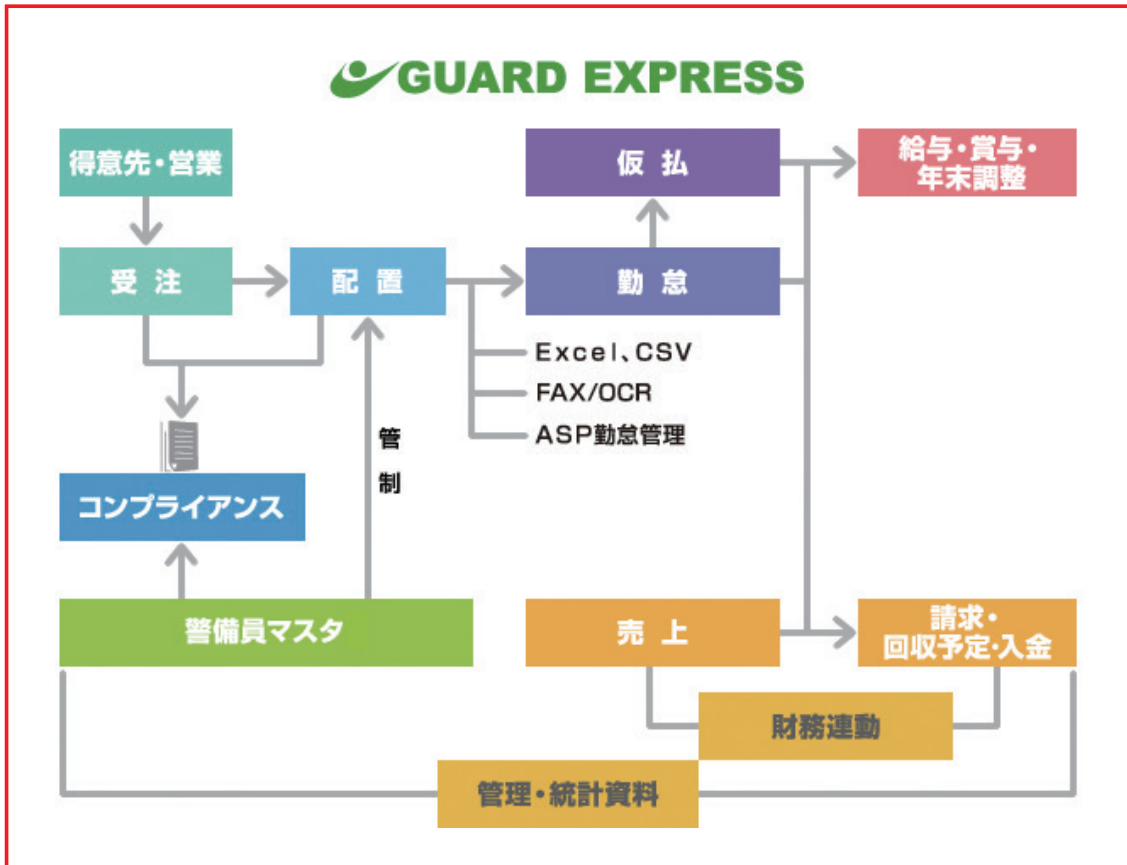 GUARD EXPRESS
得意先・営業
仮払
給与・賞与・
年末調整
受注
配置
勤怠
Excel、CSV
FAX/OCR
ASP勤怠管理
管
制
コンプライアンス
警備員マスタ
売上
請求・
回収予定・入金
財務連動
管理・統計資料